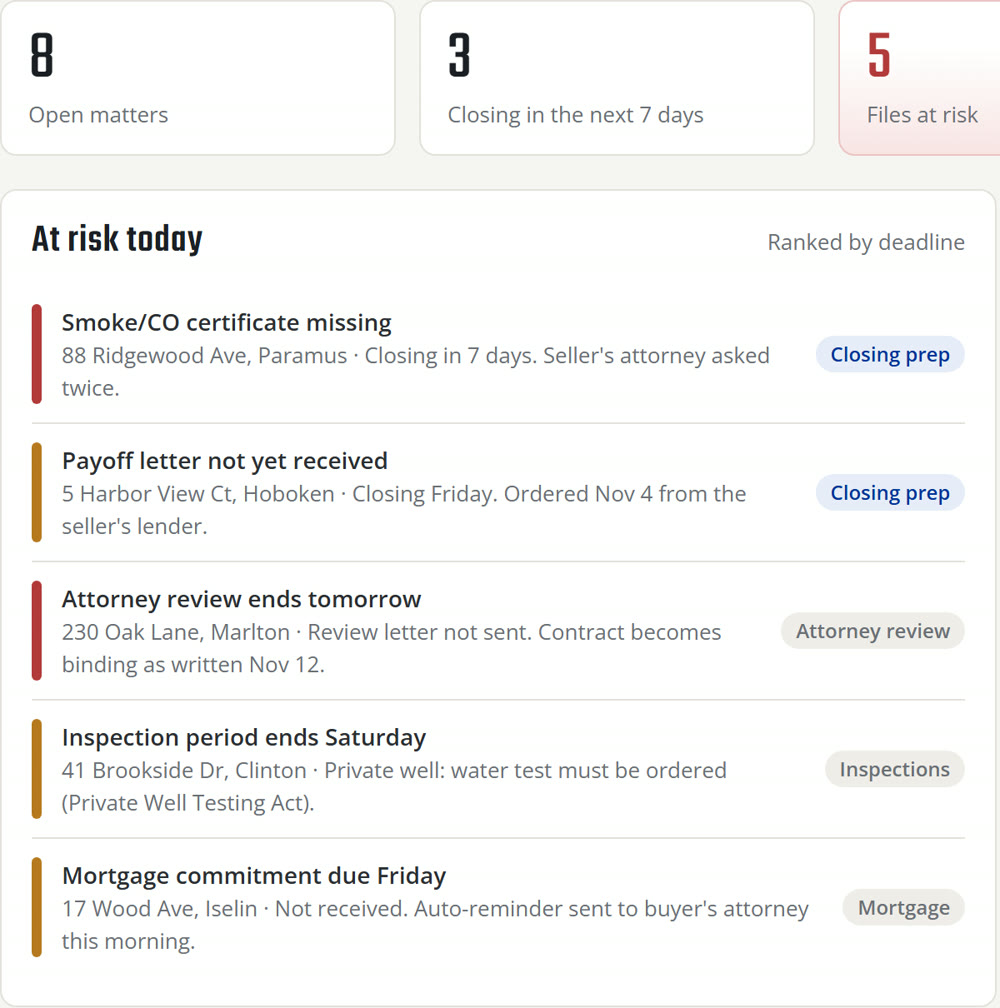 8
Open matters
3
Closing in the next 7 days
5
Files at risk
At risk today
Ranked by deadline
Smoke/CO certificate missing
88 Ridgewood Ave, Paramus · Closing in 7 days. Seller's attorney asked
twice.
Closing prep
Payoff letter not yet received
5 Harbor View Ct, Hoboken · Closing Friday. Ordered Nov 4 from the
seller's lender.
Closing prep
Attorney review ends tomorrow
230 Oak Lane, Marlton · Review letter not sent. Contract becomes
binding as written Nov 12.
Attorney review
Inspection period ends Saturday
41 Brookside Dr, Clinton · Private well: water test must be ordered
(Private Well Testing Act).
Inspections
Mortgage commitment due Friday
17 Wood Ave, Iselin · Not received. Auto-reminder sent to buyer's attorney
this morning.
Mortgage